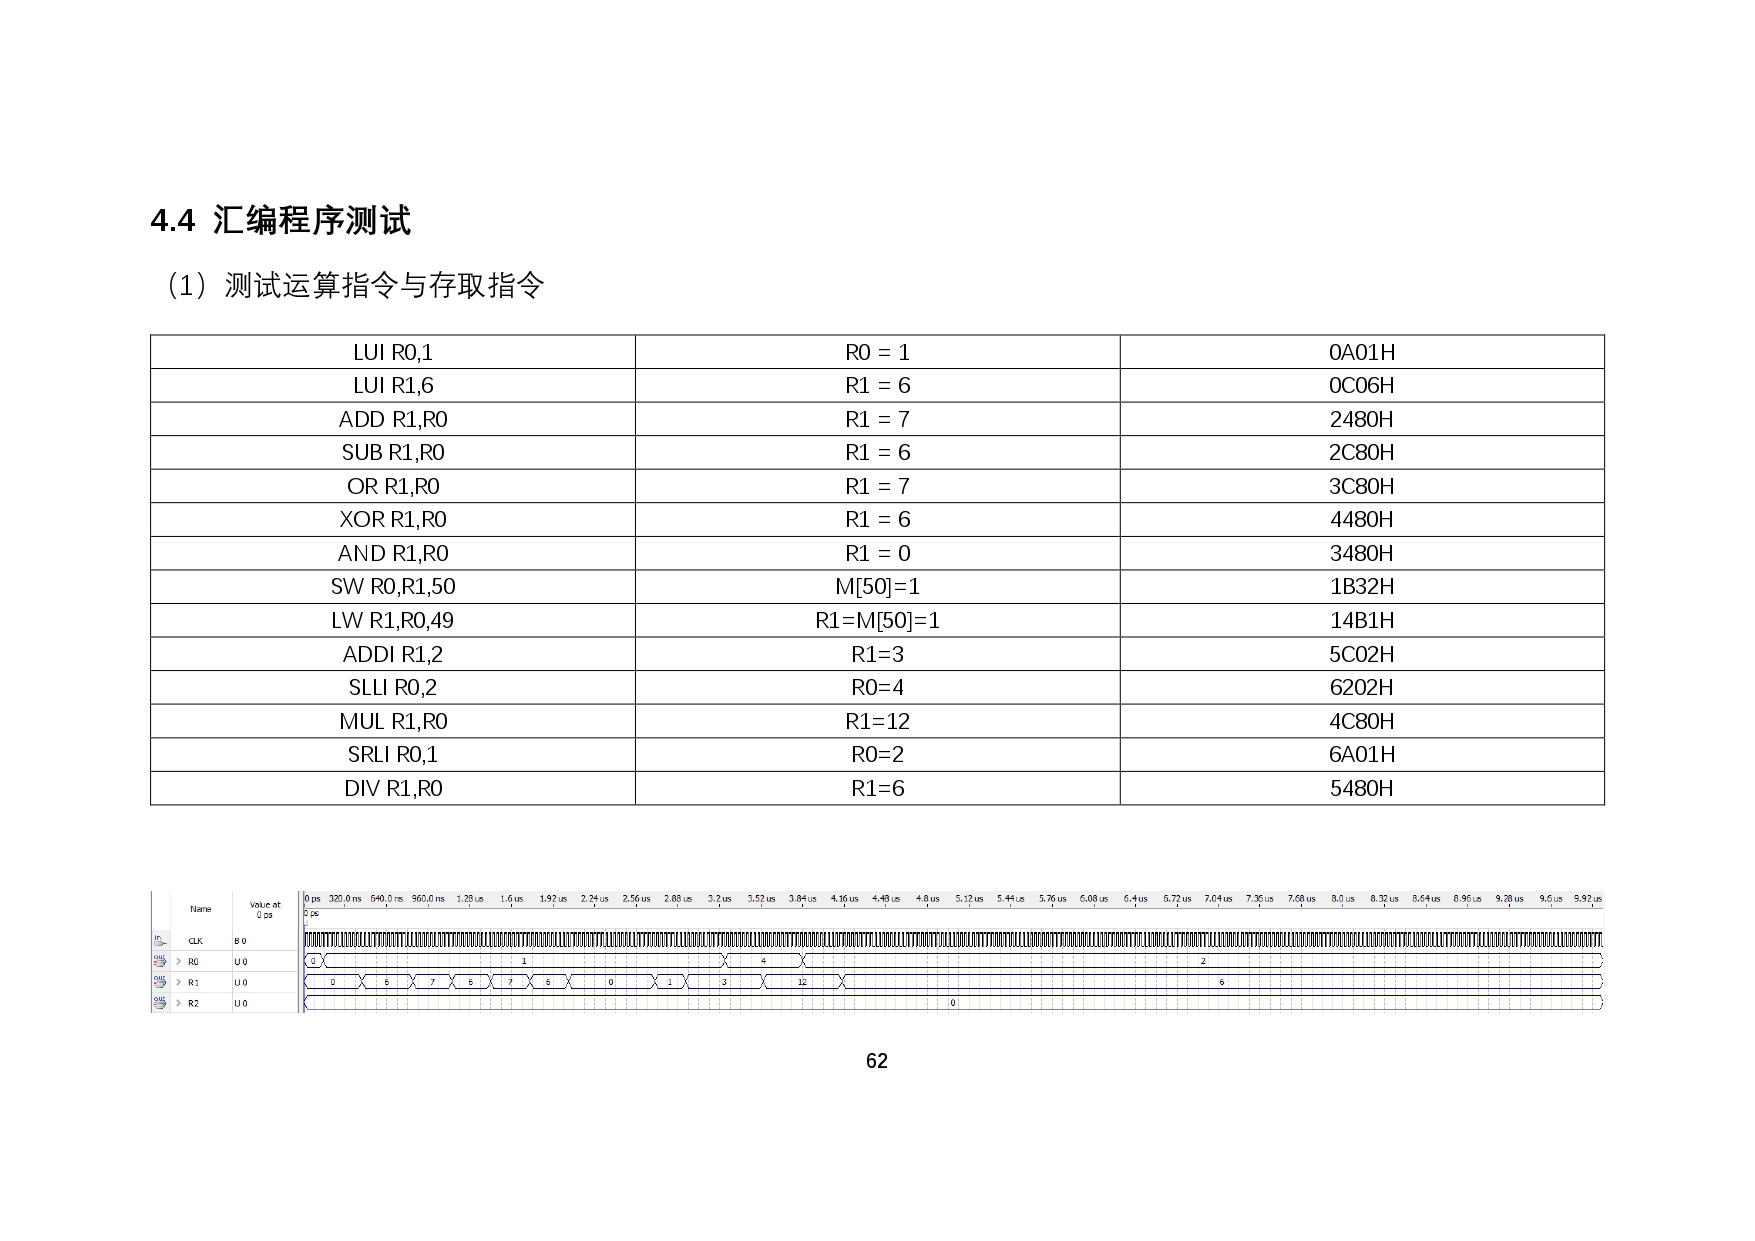 4.4 汇编程序测试
（1）测试运算指令与存取指令
LUI R0,1 R0 = 1 0A01H
LUI R1,6 R1 = 6 0C06H
ADD R1,R0 R1 = 7 2480H
SUB R1,R0 R1 = 6 2C80H
OR R1,R0 R1 = 7 3C80H
XOR R1,R0 R1 = 6 4480H
AND R1,R0 R1 = 0 3480H
SW R0,R1,50 M[50]=1 1B32H
LW R1,R0,49 R1=M[50]=1 14B1H
ADDI R1,2 R1=3 5C02H
SLLI R0,2 R0=4 6202H
MUL R1,R0 R1=12 4C80H
SRLI R0,1 R0=2 6A01H
DIV R1,R0 R1=6 5480H
Name Value at 0 ps 0 ps 320.0 ns 640.0 ns 960.0 ns 1.28 us 1.6 us 1.92 us 2.24 us 2.56 us 2.88 us 3.2 us 3.52 us 3.84 us 4.16 us 4.48 us 4.8 us 5.12 us 5.44 us 5.76 us 6.08 us 6.4 us 6.72 us 7.04 us 7.36 us 7.68 us 8.0 us 8.32 us 8.64 us 8.96 us 9.28 us 9.6 us 9.92 us
0 ps
in CLK B 0
out R0 U 0 0 1 4 2
out R1 U 0 0 6 7 6 7 6 0 1 3 12 6
out R2 U 0 0
62